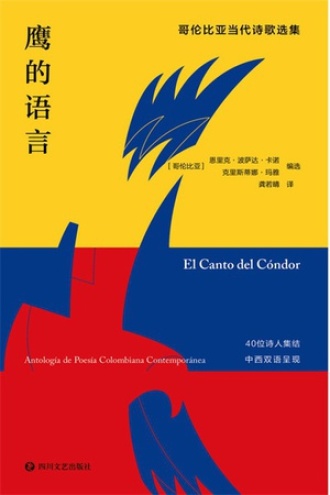 鹰的语言
哥伦比亚当代诗歌选集
[哥伦比亚] 恩里克·波萨达·卡诺
克里斯蒂娜·玛雅
编选
龚若晴 译
El Canto del Cóndor
40位诗人集结
Antología de Poesía Colombiana Contemporánea
中西双语呈现
四川文艺出版社